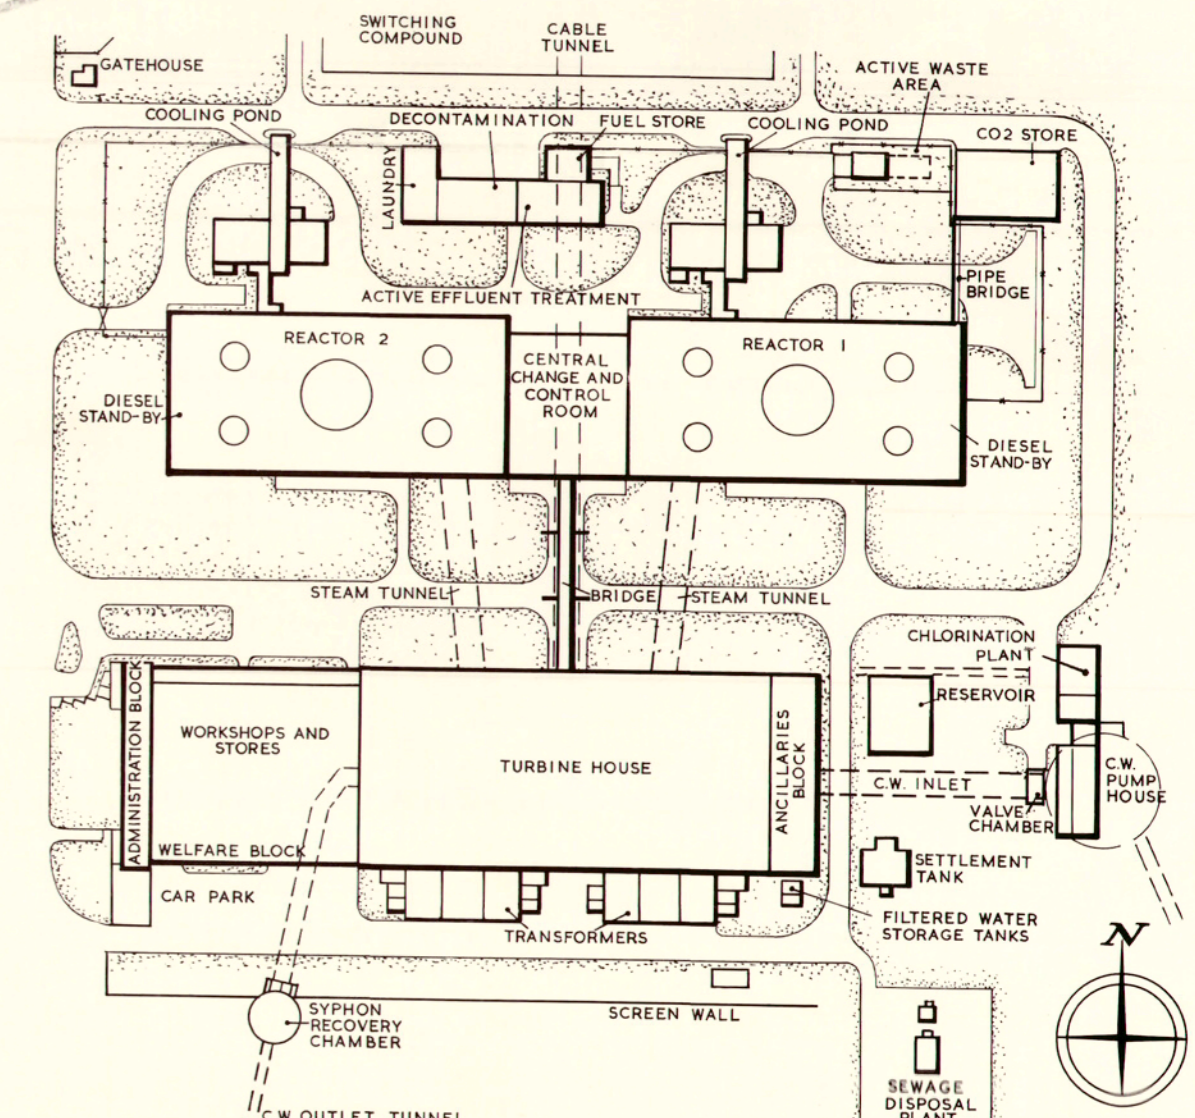 SWITCHING
COMPOUND
CABLE
TUNNEL
GATEHOUSE
ACTIVE WASTE
AREA
COOLING POND
DECONTAMINATION
FUEL STORE
COOLING POND
CO2 STORE
LAUNDRY
PIPE
BRIDGE
ACTIVE EFFLUENT TREATMENT
REACTOR 2
CENTRAL
CHANGE AND
CONTROL
ROOM
REACTOR 1
DIESEL
STAND-BY
DIESEL
STAND-BY
STEAM TUNNEL
BRIDGE
STEAM TUNNEL
CHLORINATION
PLANT
RESERVOIR
ADMINISTRATION BLOCK
WORKSHOPS AND
STORES
TURBINE HOUSE
ANCILLARIES
BLOCK
C.W. INLET
C.W.
PUMP
HOUSE
VALVE
CHAMBER
WELFARE BLOCK
SETTLEMENT
TANK
CAR PARK
FILTERED WATER
STORAGE TANKS
TRANSFORMERS
N
SYPHON
RECOVERY
CHAMBER
SCREEN WALL
SEWAGE
DISPOSAL
PLANT
C.W. OUTLET TUNNEL